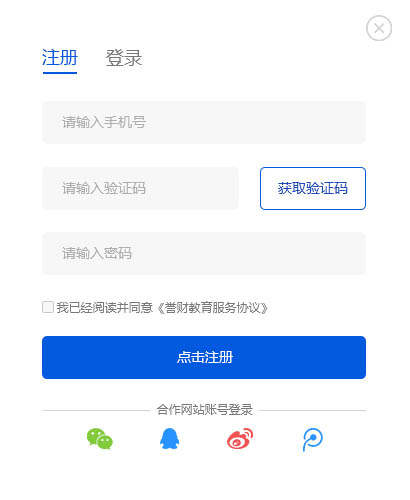 注册 登录
请输入手机号
请输入验证码 获取验证码
请输入密码
我已经阅读并同意《誉财教育服务协议》
点击注册
合作网站账号登录